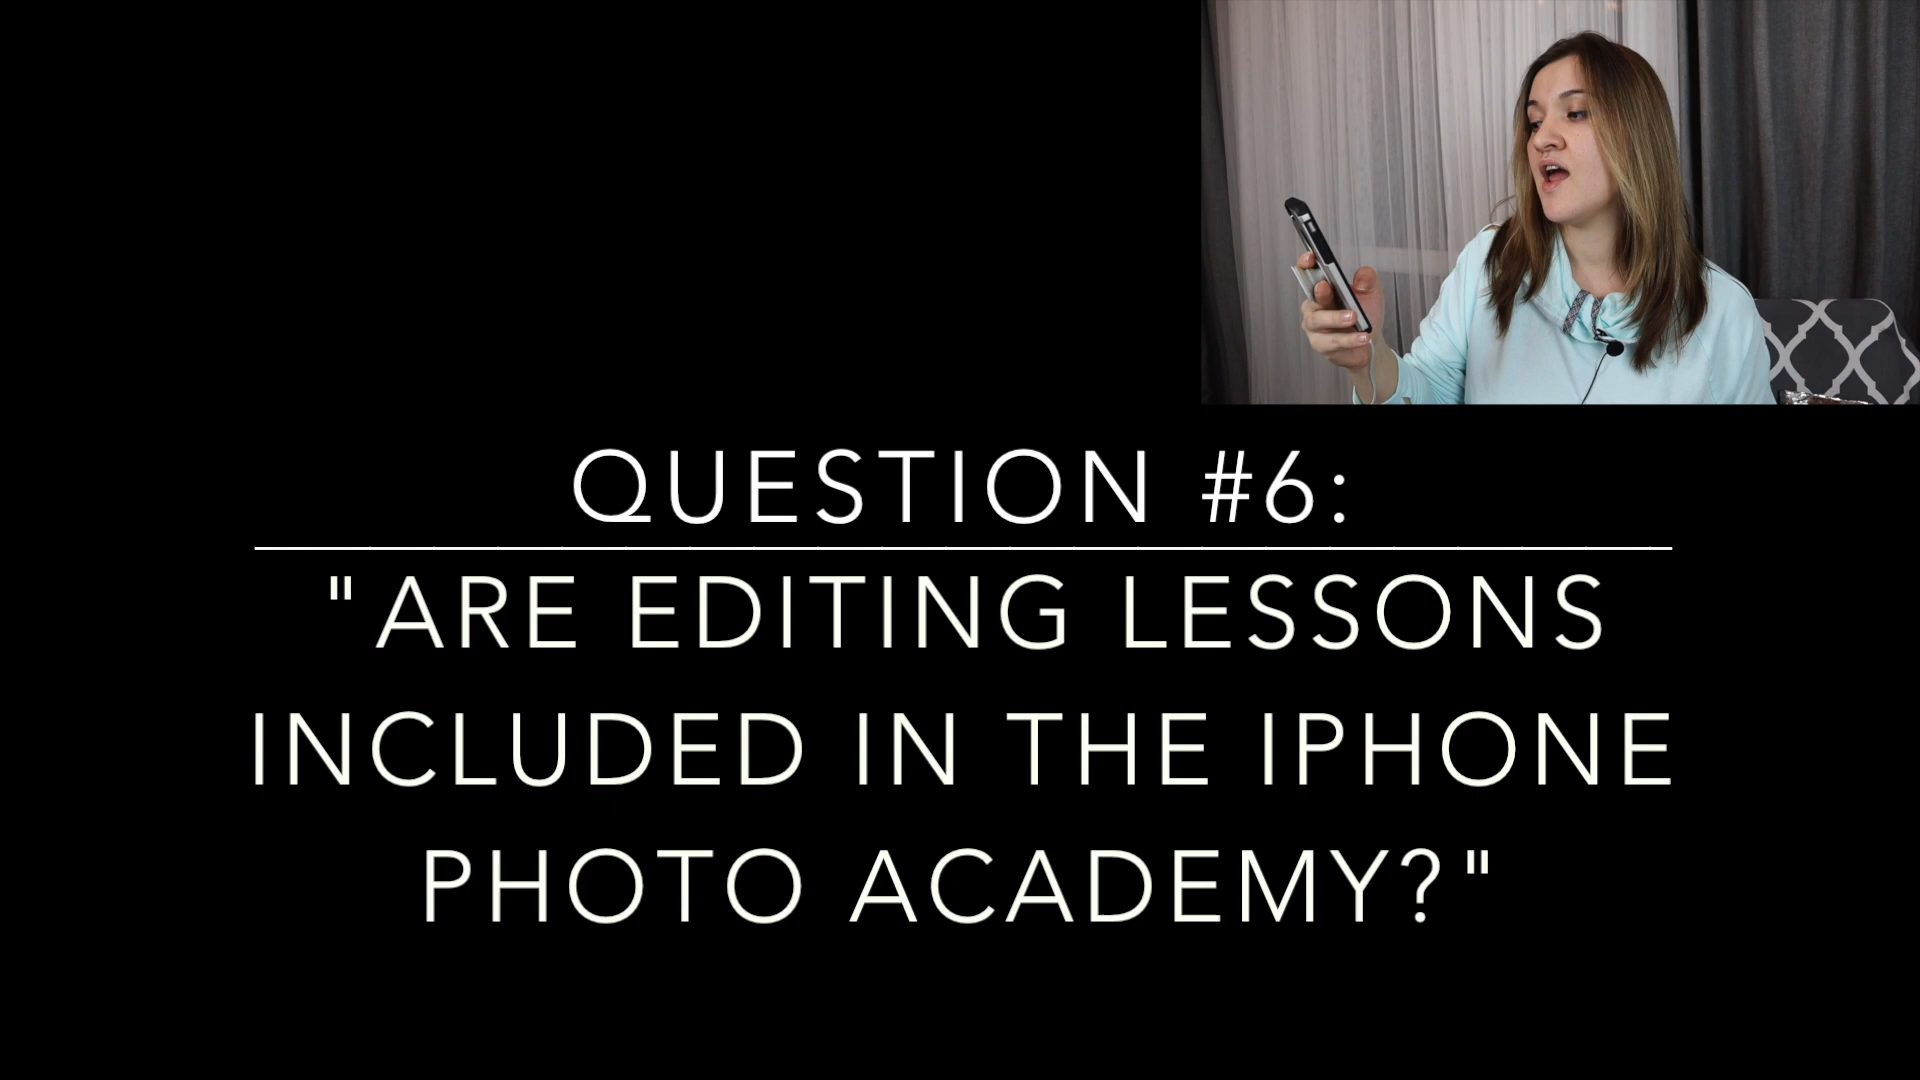 QUESTION #6:
"ARE EDITING LESSONS
INCLUDED IN THE IPHONE
PHOTO ACADEMY?"